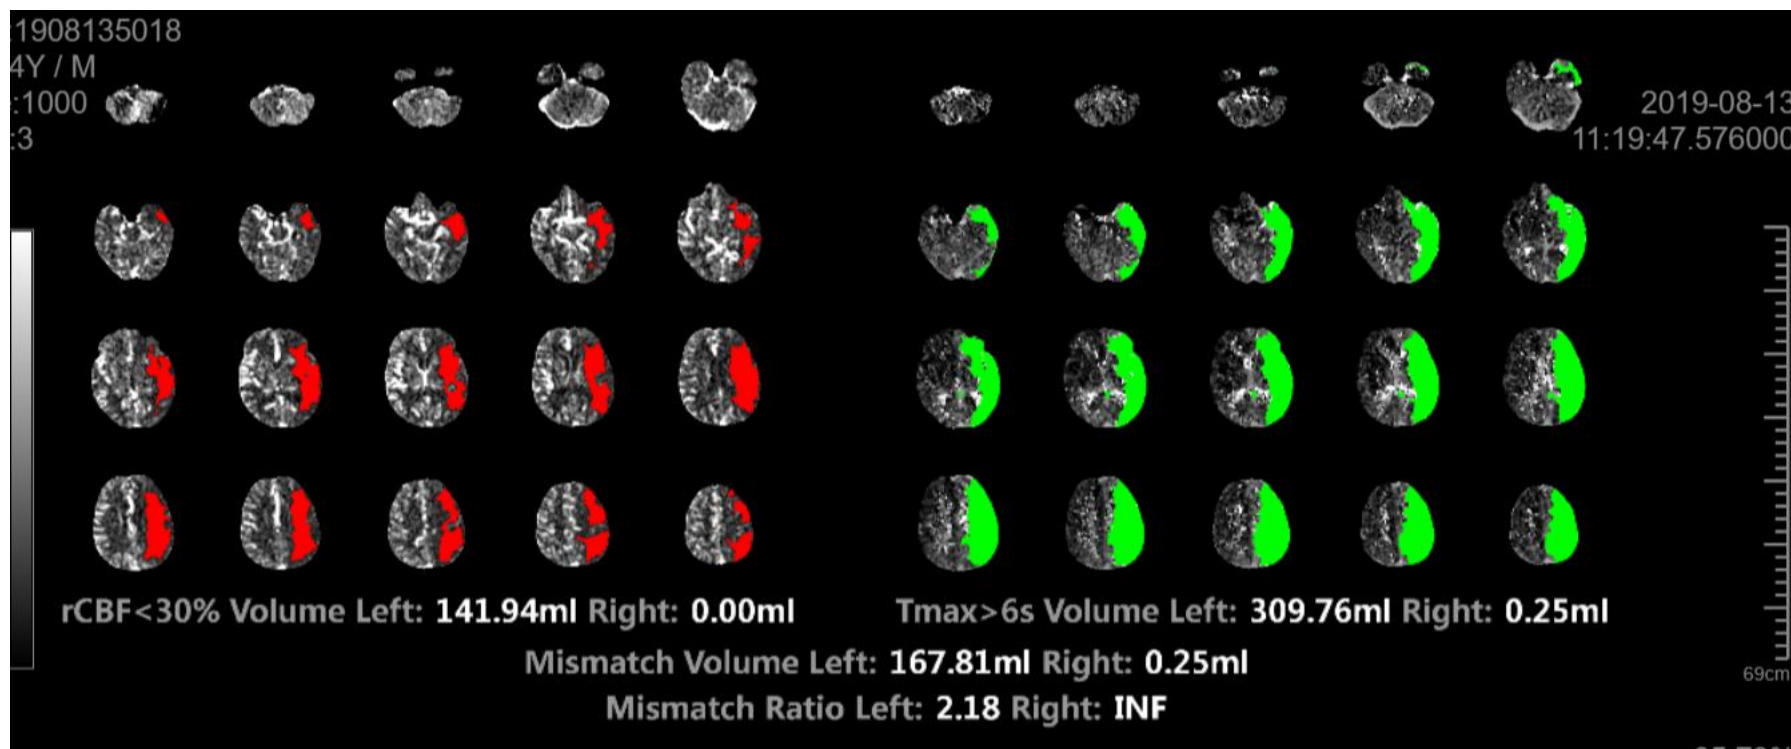 :1908135018
4Y / M
:1000
:3
2019-08-13
11:19:47.576000
69cm
rCBF<30% Volume Left: 141.94ml Right: 0.00ml
Tmax>6s Volume Left: 309.76ml Right: 0.25ml
Mismatch Volume Left: 167.81ml Right: 0.25ml
Mismatch Ratio Left: 2.18 Right: INF